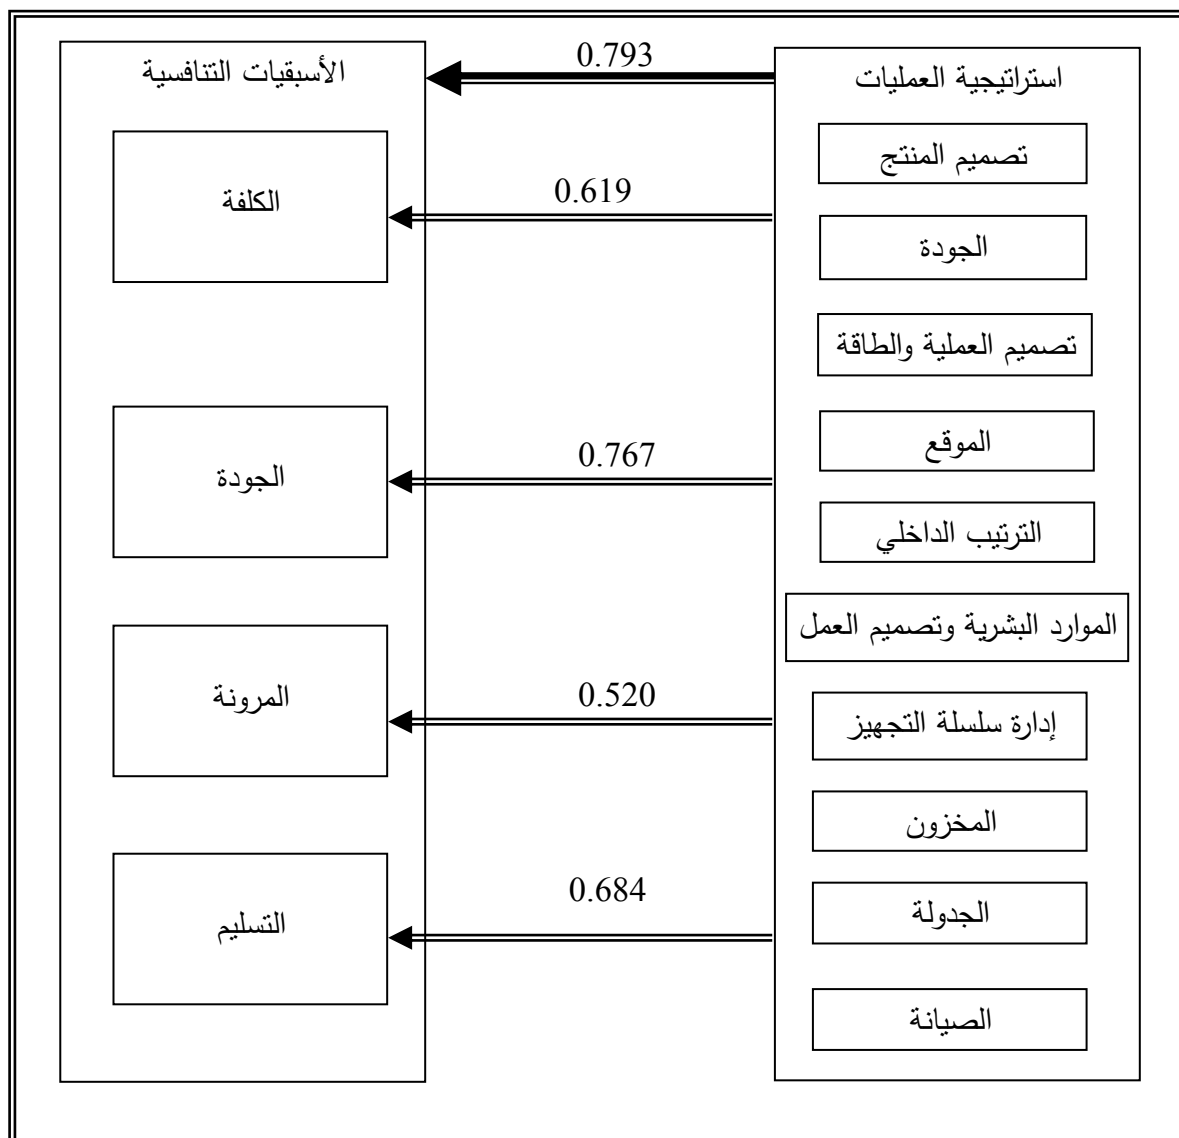 استراتيجية العمليات
تصميم المنتج
الجودة
تصميم العملية والطاقة
الموقع
الترتيب الداخلي
الموارد البشرية وتصميم العمل
إدارة سلسلة التجهيز
المخزون
الجدولة
الصيانة
0.793
0.619
0.767
0.520
0.684
الأسبقيات التنافسية
الكلفة
الجودة
المرونة
التسليم